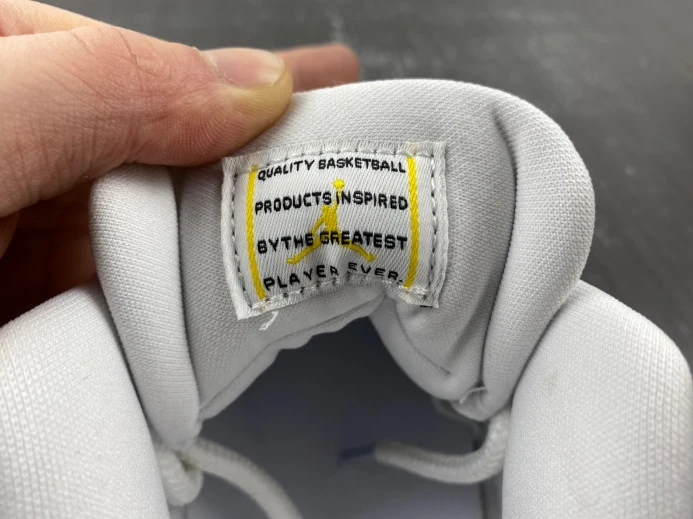 QUALITY BASKETBALL
PRODUCTS INSPIRED
BY THE GREATEST
PLAYER EVER.